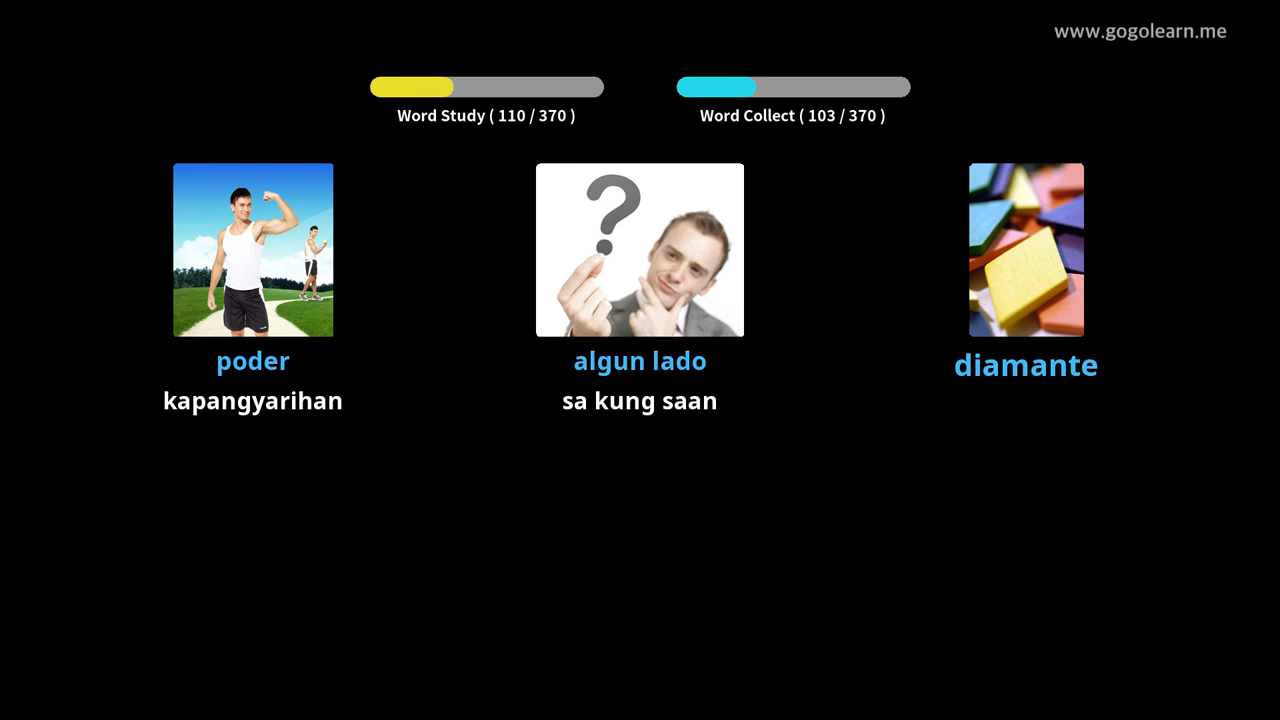 www.gogolearn.me
Word Study ( 110 / 370 )
Word Collect ( 103 / 370 )
poder
kapangyarihan
algun lado
sa kung saan
diamante